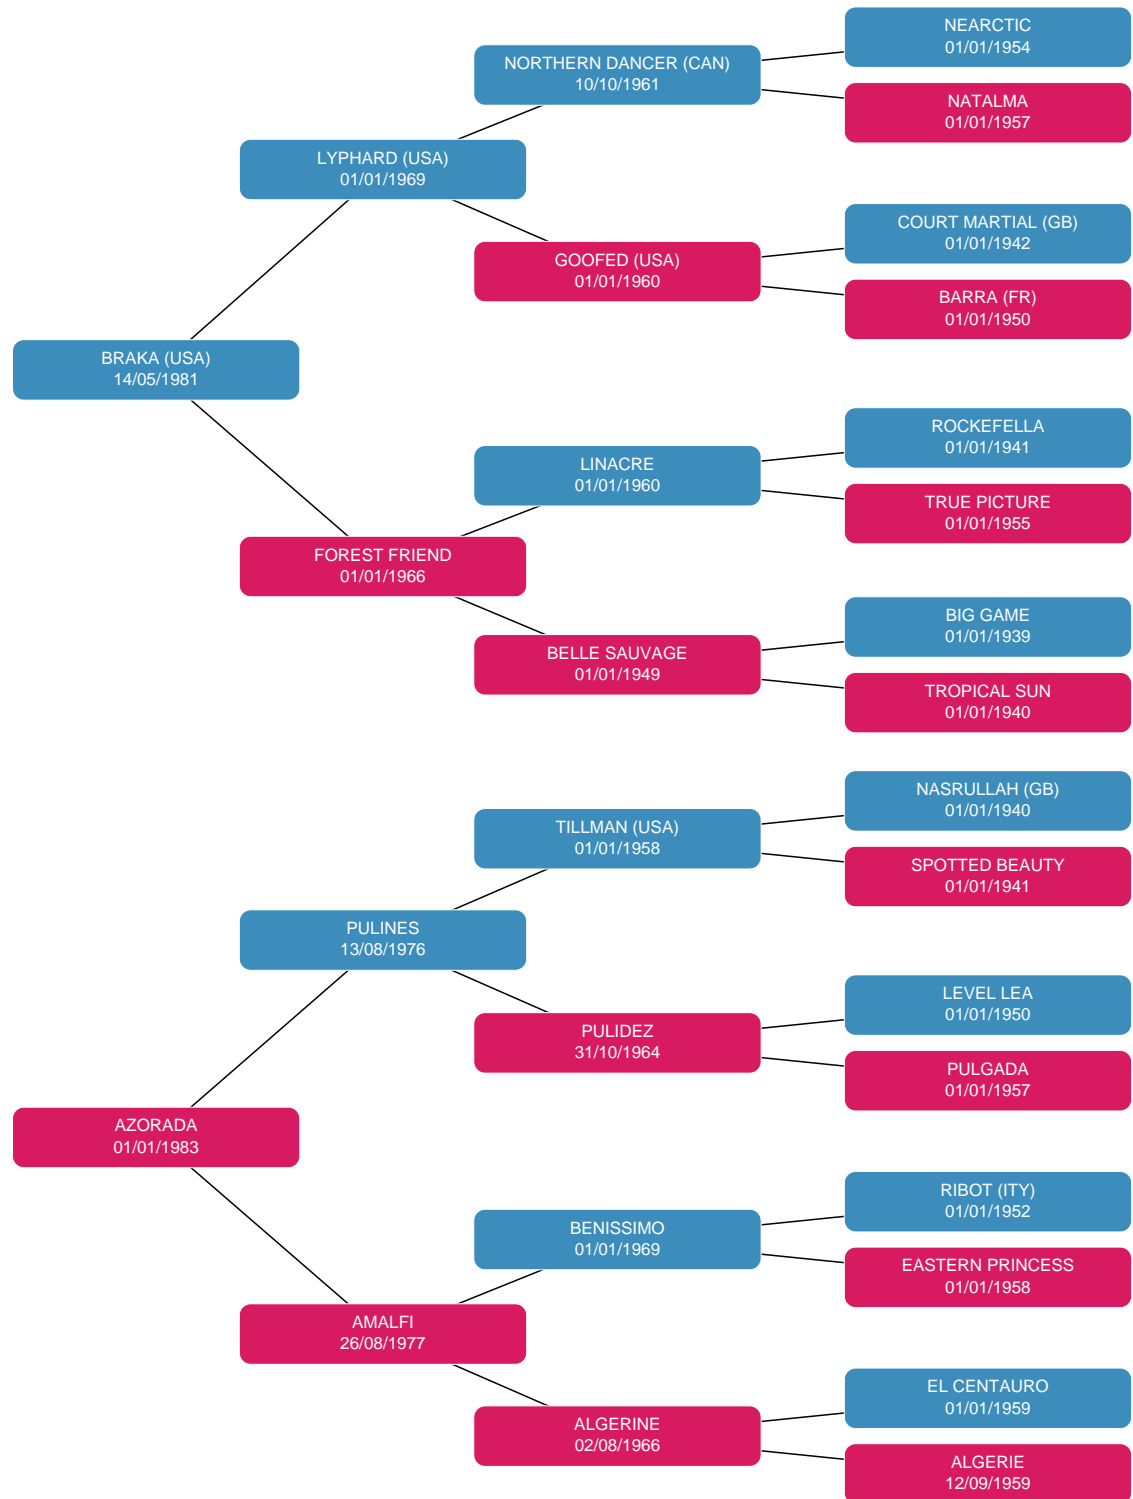 NEARCTIC
01/01/1954
NORTHERN DANCER (CAN)
10/10/1961
NATALMA
01/01/1957
LYPHARD (USA)
01/01/1969
COURT MARTIAL (GB)
01/01/1942
GOOFED (USA)
01/01/1960
BARRA (FR)
01/01/1950
BRAKA (USA)
14/05/1981
ROCKEFELLA
01/01/1941
LINACRE
01/01/1960
TRUE PICTURE
01/01/1955
FOREST FRIEND
01/01/1966
BIG GAME
01/01/1939
BELLE SAUVAGE
01/01/1949
TROPICAL SUN
01/01/1940
NASRULLAH (GB)
01/01/1940
TILLMAN (USA)
01/01/1958
SPOTTED BEAUTY
01/01/1941
PULINES
13/08/1976
LEVEL LEA
01/01/1950
PULIDEZ
31/10/1964
PULGADA
01/01/1957
AZORADA
01/01/1983
RIBOT (ITY)
01/01/1952
BENISSIMO
01/01/1969
EASTERN PRINCESS
01/01/1958
AMALFI
26/08/1977
EL CENTAURO
01/01/1959
ALGERINE
02/08/1966
ALGERIE
12/09/1959